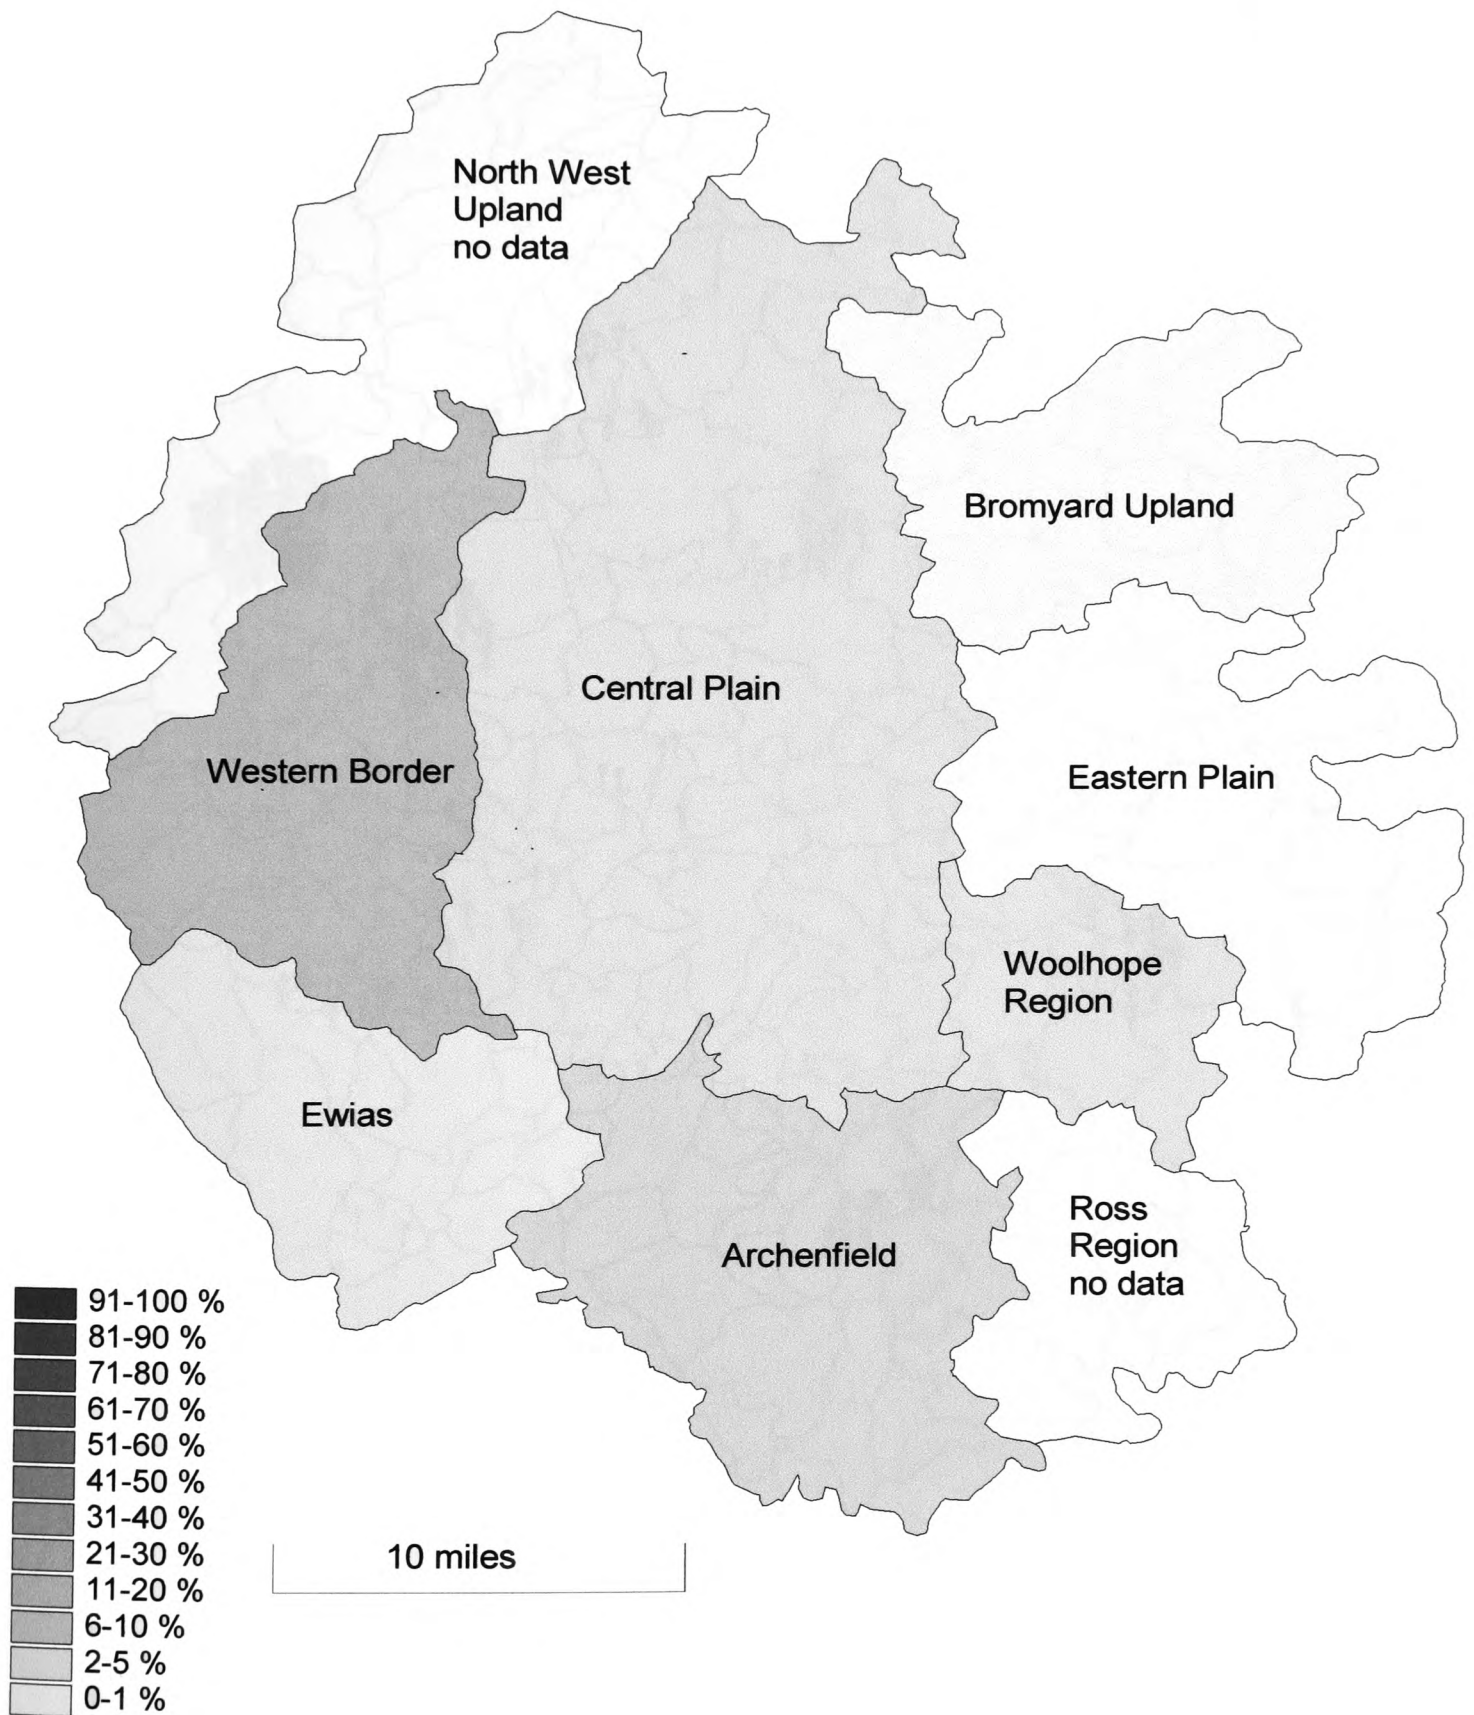 North West
Upland
no data
Bromyard Upland
Central Plain
Western Border
Eastern Plain
Woolhope
Region
Ewias
Ross
Region
no data
Archenfield
91-100 %
81-90 %
71-80 %
61-70 %
51-60 %
41-50 %
31-40 %
21-30 %
11-20 %
6-10 %
2-5 %
0-1 %
10 miles